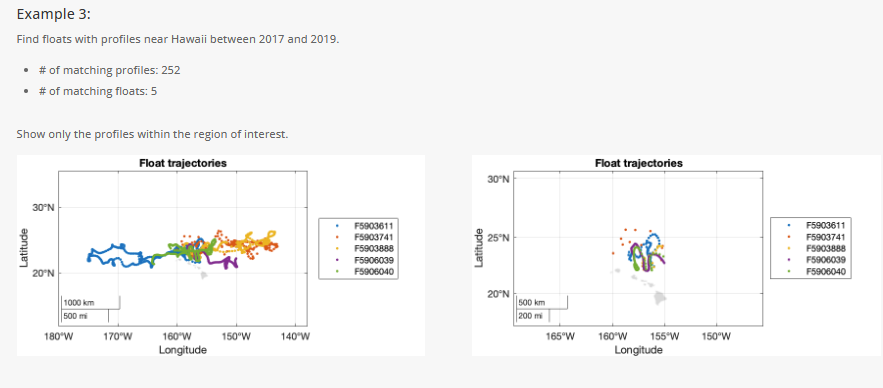 Example 3:
Find floats with profiles near Hawaii between 2017 and 2019.
• # of matching profiles: 252
• # of matching floats: 5
Show only the profiles within the region of interest.
Float trajectories
30°N
20°N
Latitude
1000 km
500 mi
180°W 170°W 160°W 150°W 140°W
Longitude
F5903611
F5903741
F5903888
F5906039
F5906040
Float trajectories
30°N
25°N
20°N
Latitude
500 km
200 mi
165°W 160°W 155°W 150°W
Longitude
F5903611
F5903741
F5903888
F5906039
F5906040